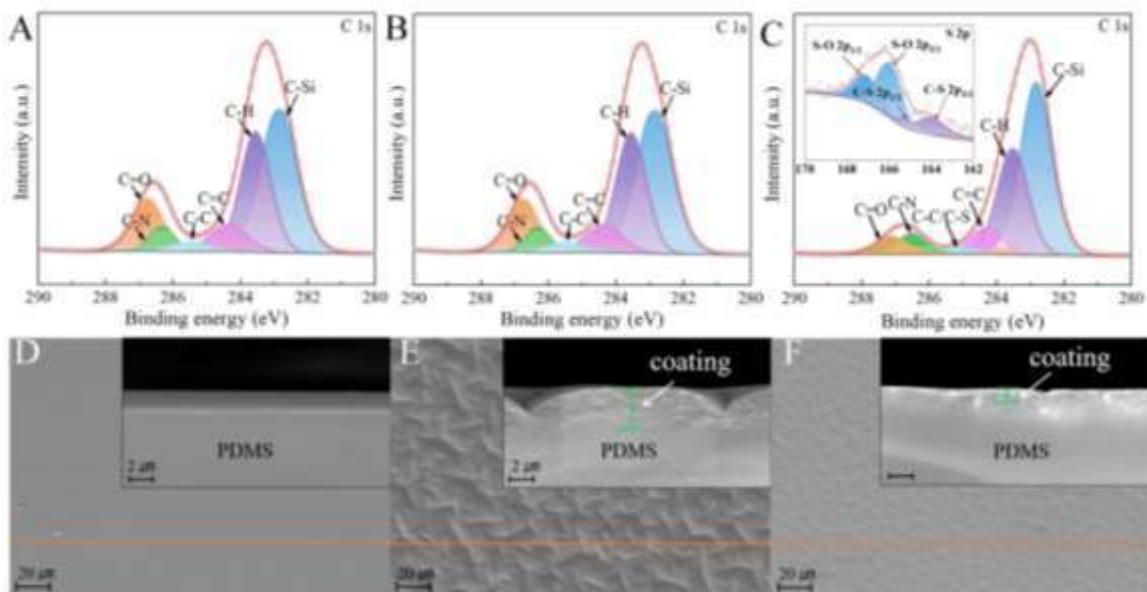 A
C 1s
C-Si
C-H
C=O
C=C
C-N
C-C
Intensity (a.u.)
290 288 286 284 282 280
Binding energy (eV)
B
C 1s
C-Si
C-H
C=O
C=C
C-N
C-C
Intensity (a.u.)
290 288 286 284 282 280
Binding energy (eV)
C
C 1s
S 2p
170 168 166 164 162
C-Si
C-H
C=C
C-N
C=O
C-C/C-S
Intensity (a.u.)
290 288 286 284 282 280
Binding energy (eV)
D
PDMS
2 μm
20 μm
E
coating
PDMS
2 μm
20 μm
F
coating
PDMS
20 μm